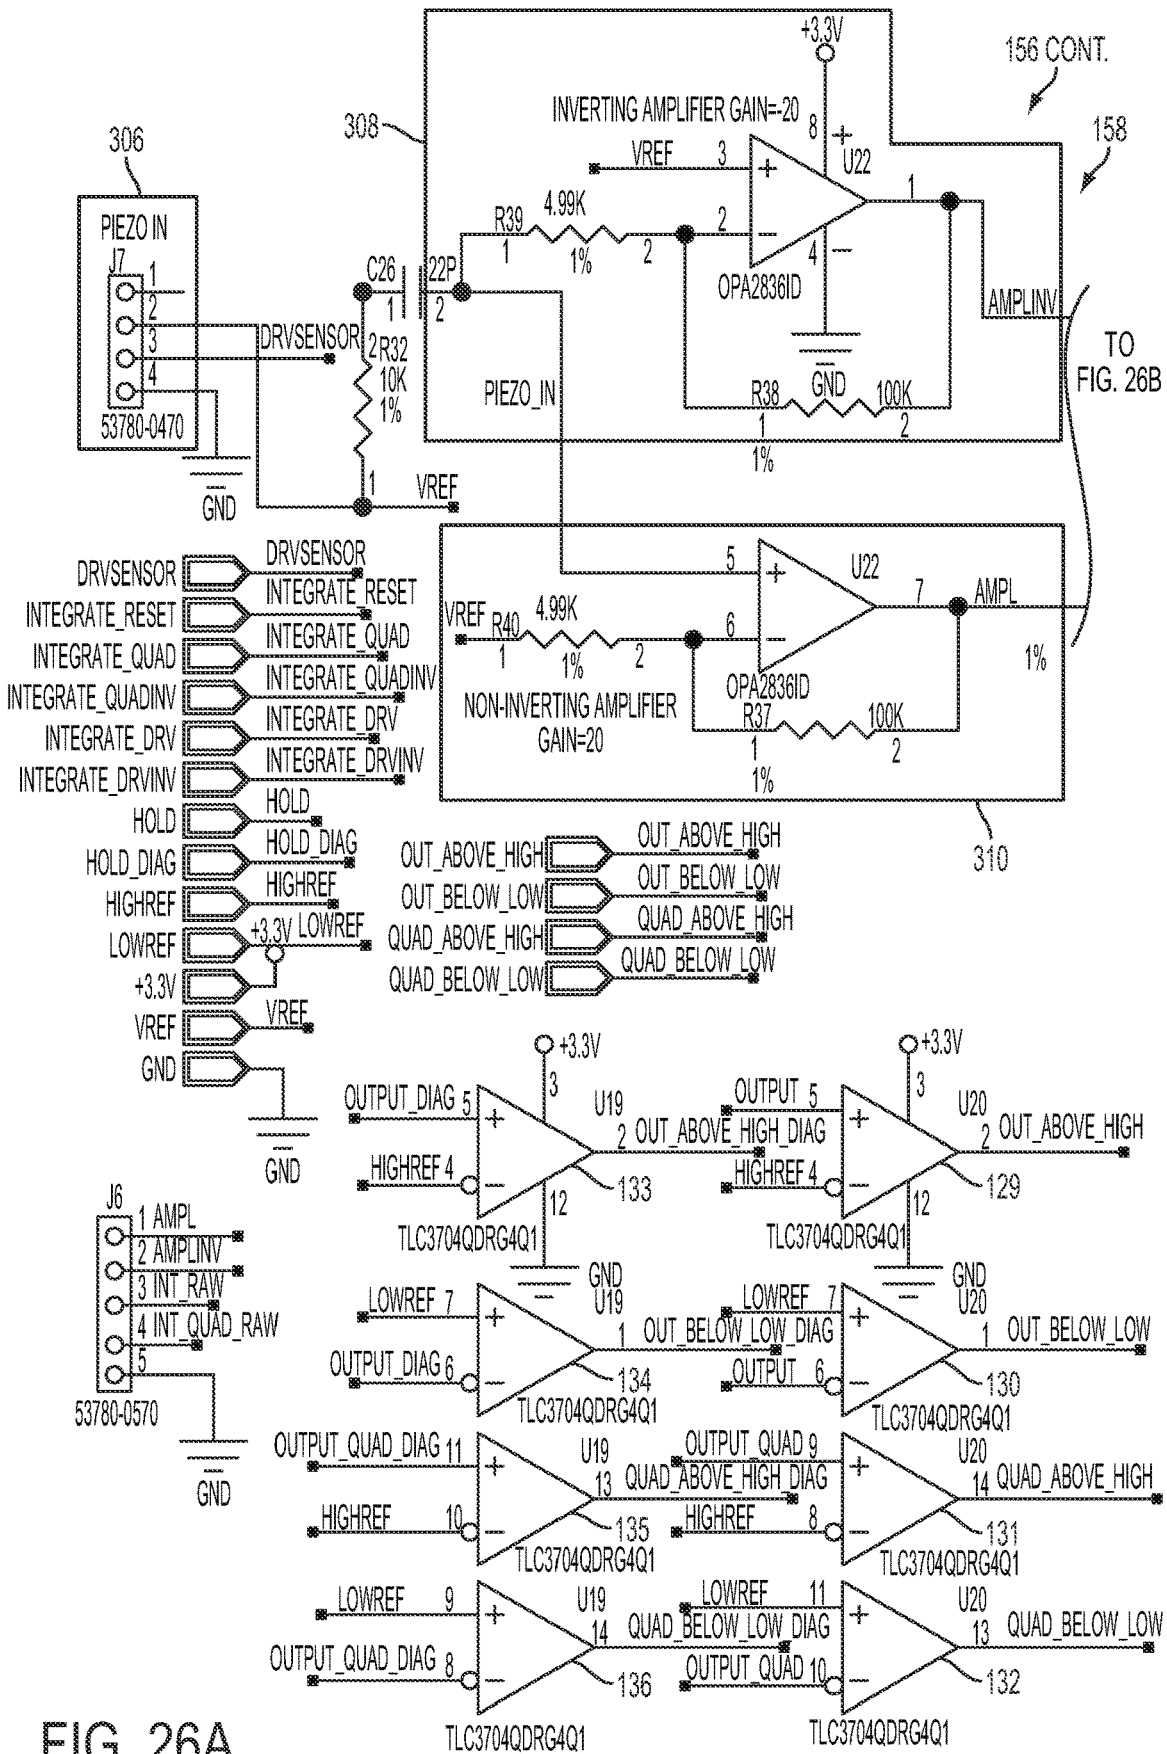 156 CONT.
158
306
308
PIEZO IN
J7
1
2
3
4
53780-0470
GND
DRVSENSOR
INVERTING AMPLIFIER GAIN=-20
+3.3V
VREF
3
8
+
U22
R39
4.99K
1
1%
2
2
4
−
1
OPA2836ID
GND
AMPLINV
C26
22P
1
2
2
R32
10K
1%
1
VREF
PIEZO_IN
R38
100K
1
2
1%
TO
FIG. 26B
5
U22
7
AMPL
VREF
R40
4.99K
1
1%
2
6
OPA2836ID
1%
NON-INVERTING AMPLIFIER
GAIN=20
R37
100K
1
2
1%
310
DRVSENSOR
DRVSENSOR
INTEGRATE_RESET
INTEGRATE_RESET
INTEGRATE_QUAD
INTEGRATE_QUAD
INTEGRATE_QUADINV
INTEGRATE_QUADINV
INTEGRATE_DRV
INTEGRATE_DRV
INTEGRATE_DRVINV
INTEGRATE_DRVINV
HOLD
HOLD
HOLD_DIAG
HOLD_DIAG
HIGHREF
HIGHREF
LOWREF
LOWREF
+3.3V
+3.3V
VREF
VREF
GND
GND
OUT_ABOVE_HIGH
OUT_ABOVE_HIGH
OUT_BELOW_LOW
OUT_BELOW_LOW
QUAD_ABOVE_HIGH
QUAD_ABOVE_HIGH
QUAD_BELOW_LOW
QUAD_BELOW_LOW
J6
1 AMPL
2 AMPLINV
3 INT_RAW
4 INT_QUAD_RAW
5
53780-0570
GND
+3.3V
3
OUTPUT_DIAG 5
U19
2 OUT_ABOVE_HIGH_DIAG
HIGHREF 4
133
12
TLC3704QDRG4Q1
GND
+3.3V
3
OUTPUT 5
U20
2 OUT_ABOVE_HIGH
HIGHREF 4
129
12
TLC3704QDRG4Q1
GND
LOWREF 7
U19
1 OUT_BELOW_LOW_DIAG
OUTPUT_DIAG 6
134
TLC3704QDRG4Q1
LOWREF 7
U20
1 OUT_BELOW_LOW
OUTPUT 6
130
TLC3704QDRG4Q1
OUTPUT_QUAD_DIAG 11
U19
13 QUAD_ABOVE_HIGH_DIAG
HIGHREF 10
135
TLC3704QDRG4Q1
OUTPUT_QUAD 9
U20
14 QUAD_ABOVE_HIGH
HIGHREF 8
131
TLC3704QDRG4Q1
LOWREF 9
U19
14 QUAD_BELOW_LOW_DIAG
OUTPUT_QUAD_DIAG 8
136
TLC3704QDRG4Q1
LOWREF 11
U20
13 QUAD_BELOW_LOW
OUTPUT_QUAD 10
132
TLC3704QDRG4Q1
FIG. 26A